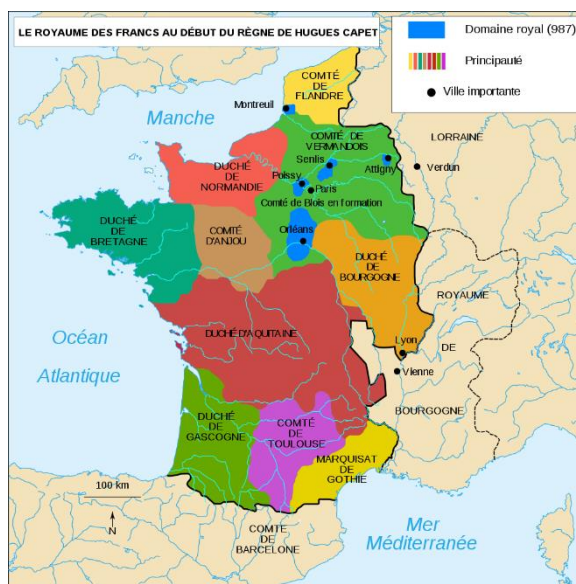 LE ROYAUME DES FRANCS AU DÉBUT DU RÈGNE DE HUGUES CAPET
Domaine royal (987)
Principauté
Ville importante
COMTÉ
DE
FLANDRE
Montreuil
Manche
COMTÉ DE
VERMANDOIS
LORRAINE
Senlis
Attigny
Verdun
DUCHÉ
DE
NORMANDIE
Poissy
Paris
Comté de Blois en formation
DUCHÉ
DE
BRETAGNE
COMTÉ
D'ANJOU
Orléans
DUCHÉ
DE
BOURGOGNE
ROYAUME
DE
BOURGOGNE
Océan
Atlantique
DUCHÉ D'AQUITAINE
Lyon
Vienne
DUCHÉ
DE
GASCOGNE
COMTÉ
DE
TOULOUSE
MARQUISAT
DE
GOTHIE
100 km
N
COMTE
DE
BARCELONE
Mer
Méditerranée